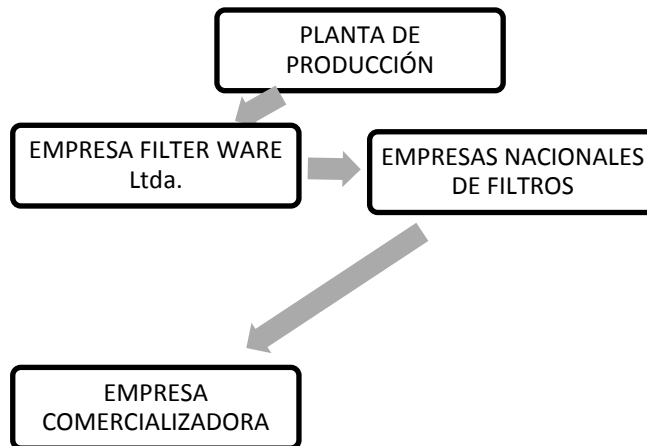 PLANTA DE
PRODUCCIÓN
EMPRESA FILTER WARE
Ltda.
EMPRESAS NACIONALES
DE FILTROS
EMPRESA
COMERCIALIZADORA